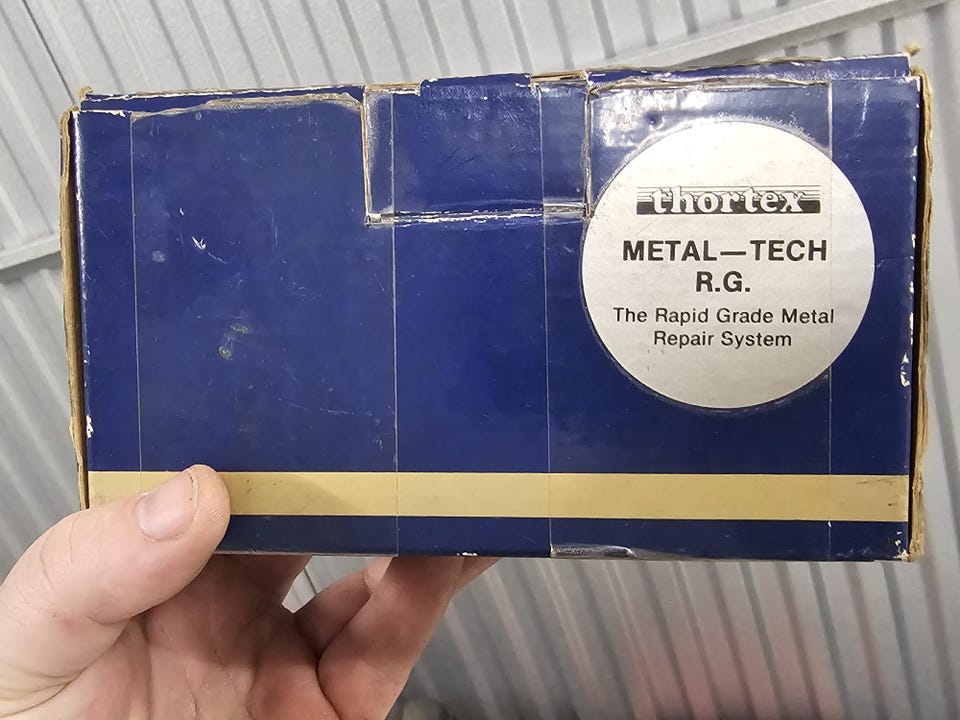 thortex
METAL—TECH
R.G.
The Rapid Grade Metal
Repair System